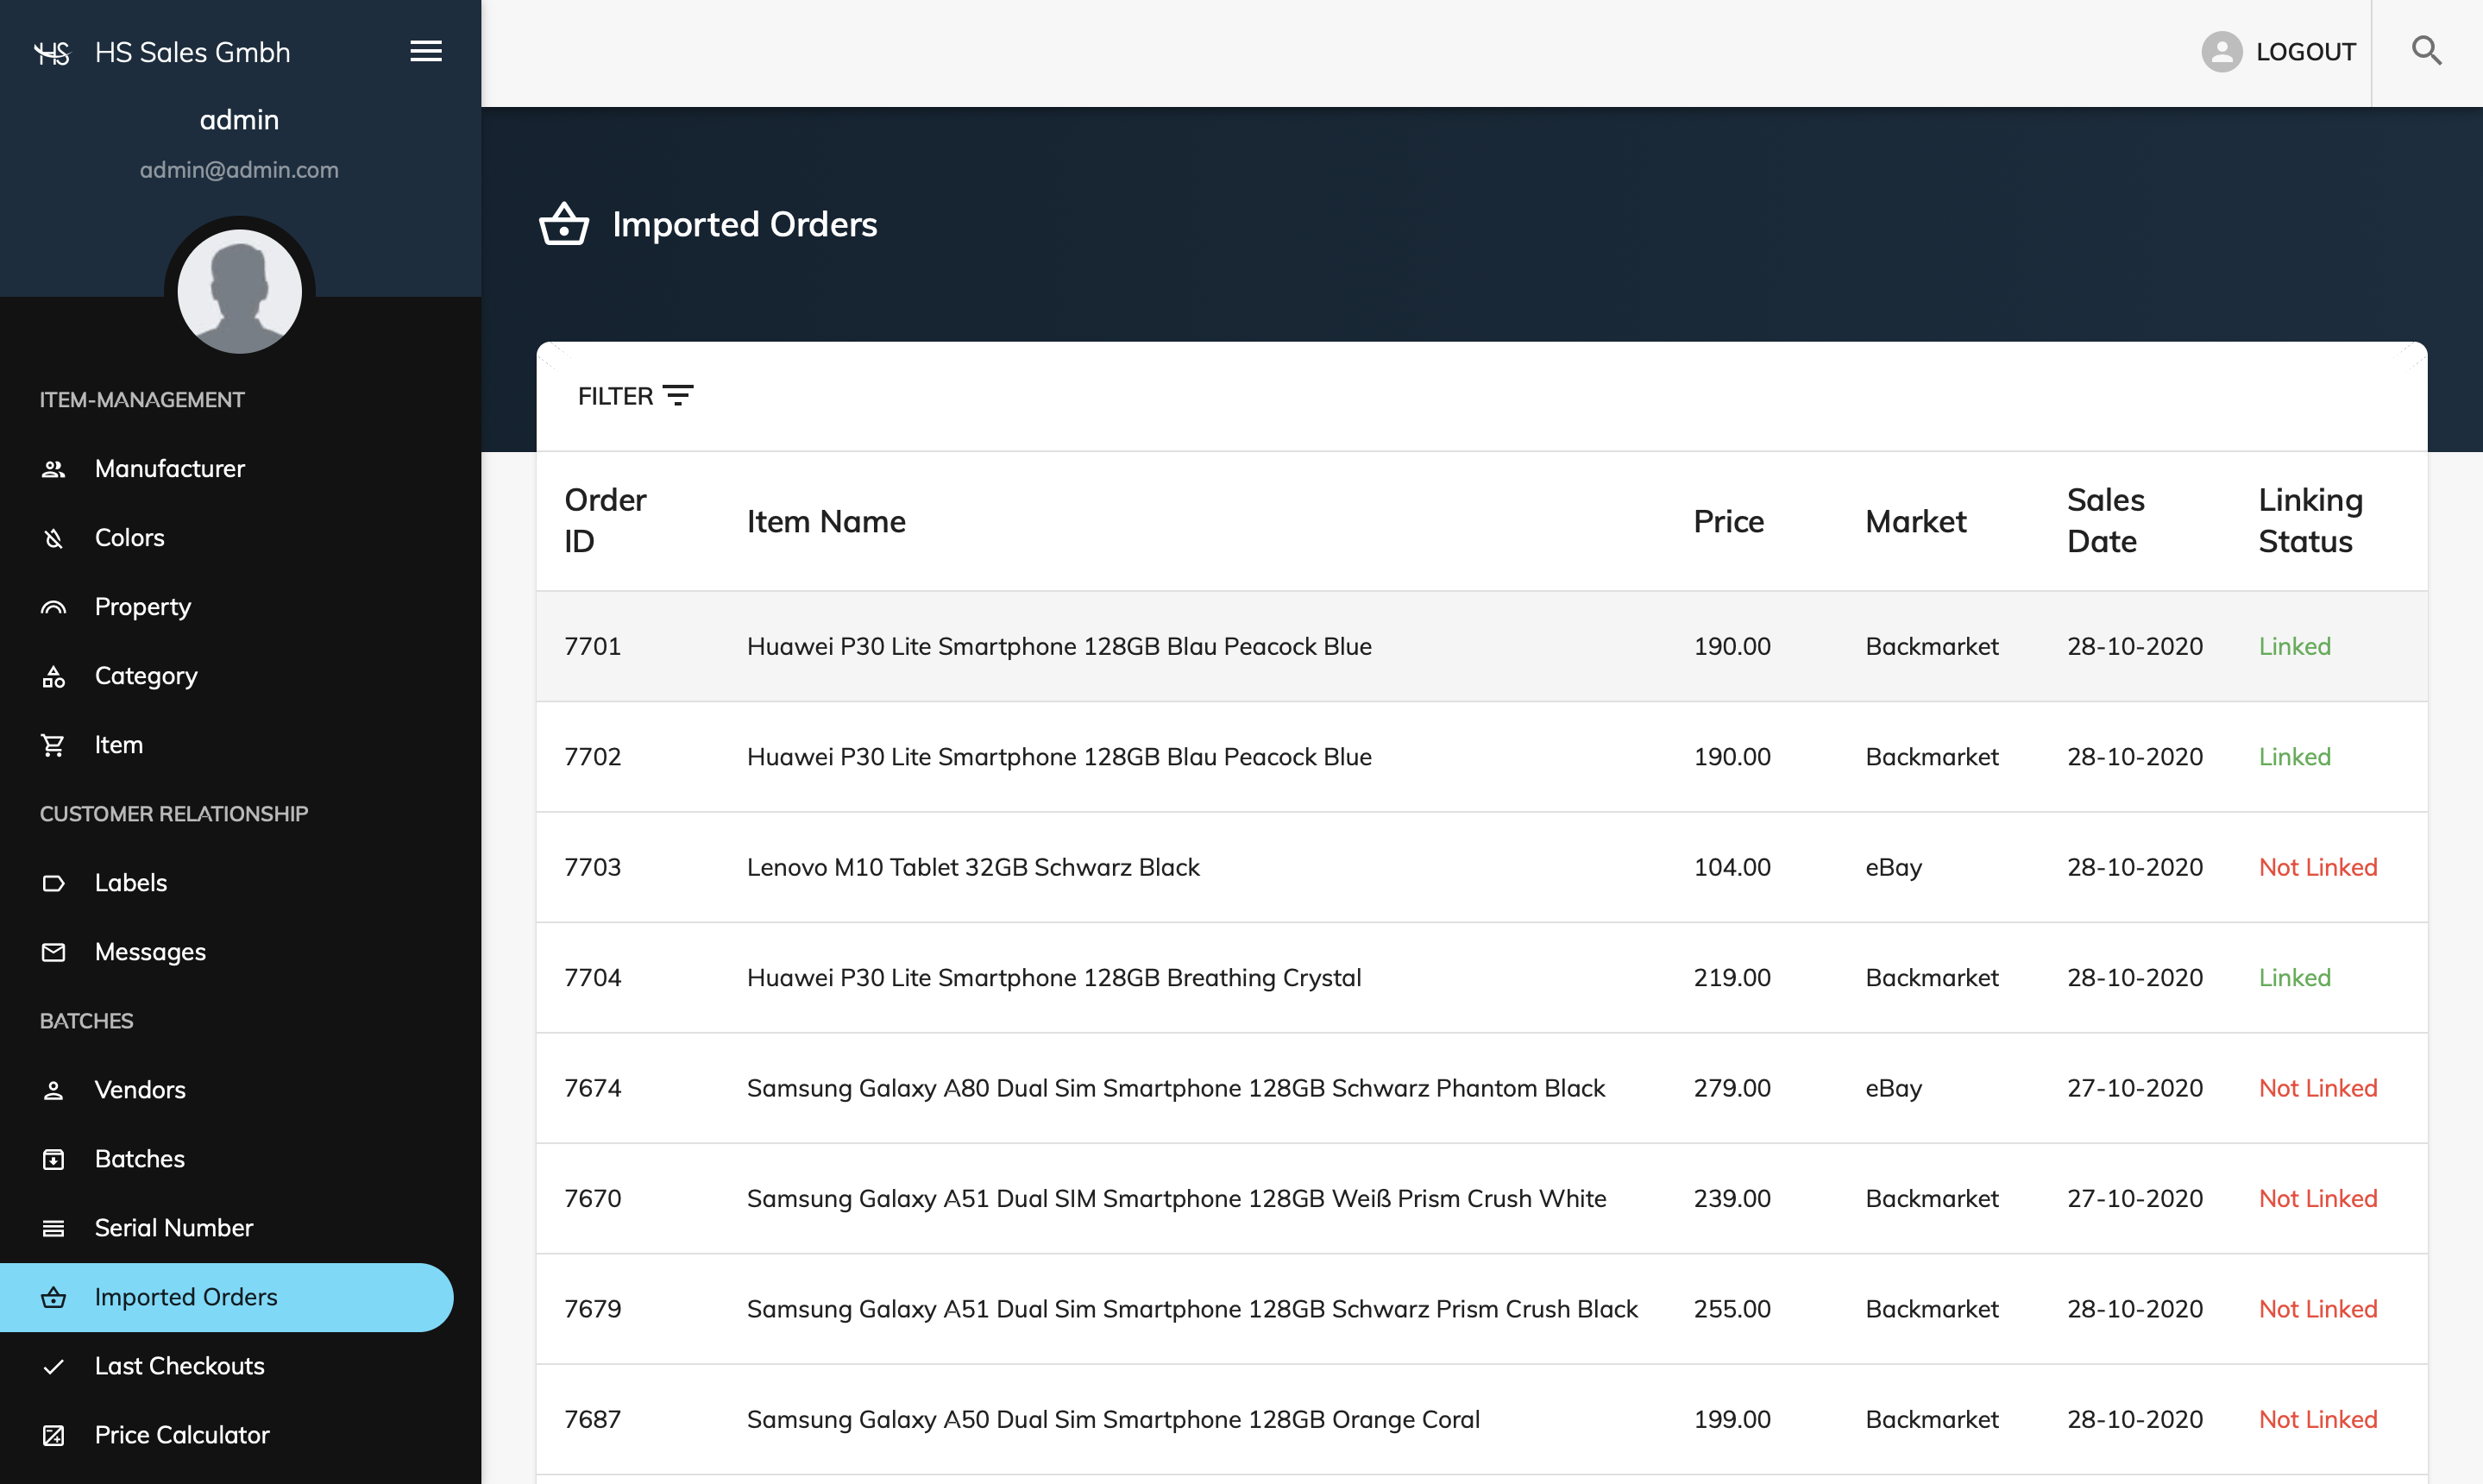 HS HS Sales Gmbh
admin
admin@admin.com
ITEM-MANAGEMENT
Manufacturer
Colors
Property
Category
Item
CUSTOMER RELATIONSHIP
Labels
Messages
BATCHES
Vendors
Batches
Serial Number
Imported Orders
Last Checkouts
Price Calculator
LOGOUT
Imported Orders
FILTER
Order ID Item Name Price Market Sales Date Linking Status
7701 Huawei P30 Lite Smartphone 128GB Blau Peacock Blue 190.00 Backmarket 28-10-2020 Linked
7702 Huawei P30 Lite Smartphone 128GB Blau Peacock Blue 190.00 Backmarket 28-10-2020 Linked
7703 Lenovo M10 Tablet 32GB Schwarz Black 104.00 eBay 28-10-2020 Not Linked
7704 Huawei P30 Lite Smartphone 128GB Breathing Crystal 219.00 Backmarket 28-10-2020 Linked
7674 Samsung Galaxy A80 Dual Sim Smartphone 128GB Schwarz Phantom Black 279.00 eBay 27-10-2020 Not Linked
7670 Samsung Galaxy A51 Dual SIM Smartphone 128GB Weiß Prism Crush White 239.00 Backmarket 27-10-2020 Not Linked
7679 Samsung Galaxy A51 Dual Sim Smartphone 128GB Schwarz Prism Crush Black 255.00 Backmarket 28-10-2020 Not Linked
7687 Samsung Galaxy A50 Dual Sim Smartphone 128GB Orange Coral 199.00 Backmarket 28-10-2020 Not Linked